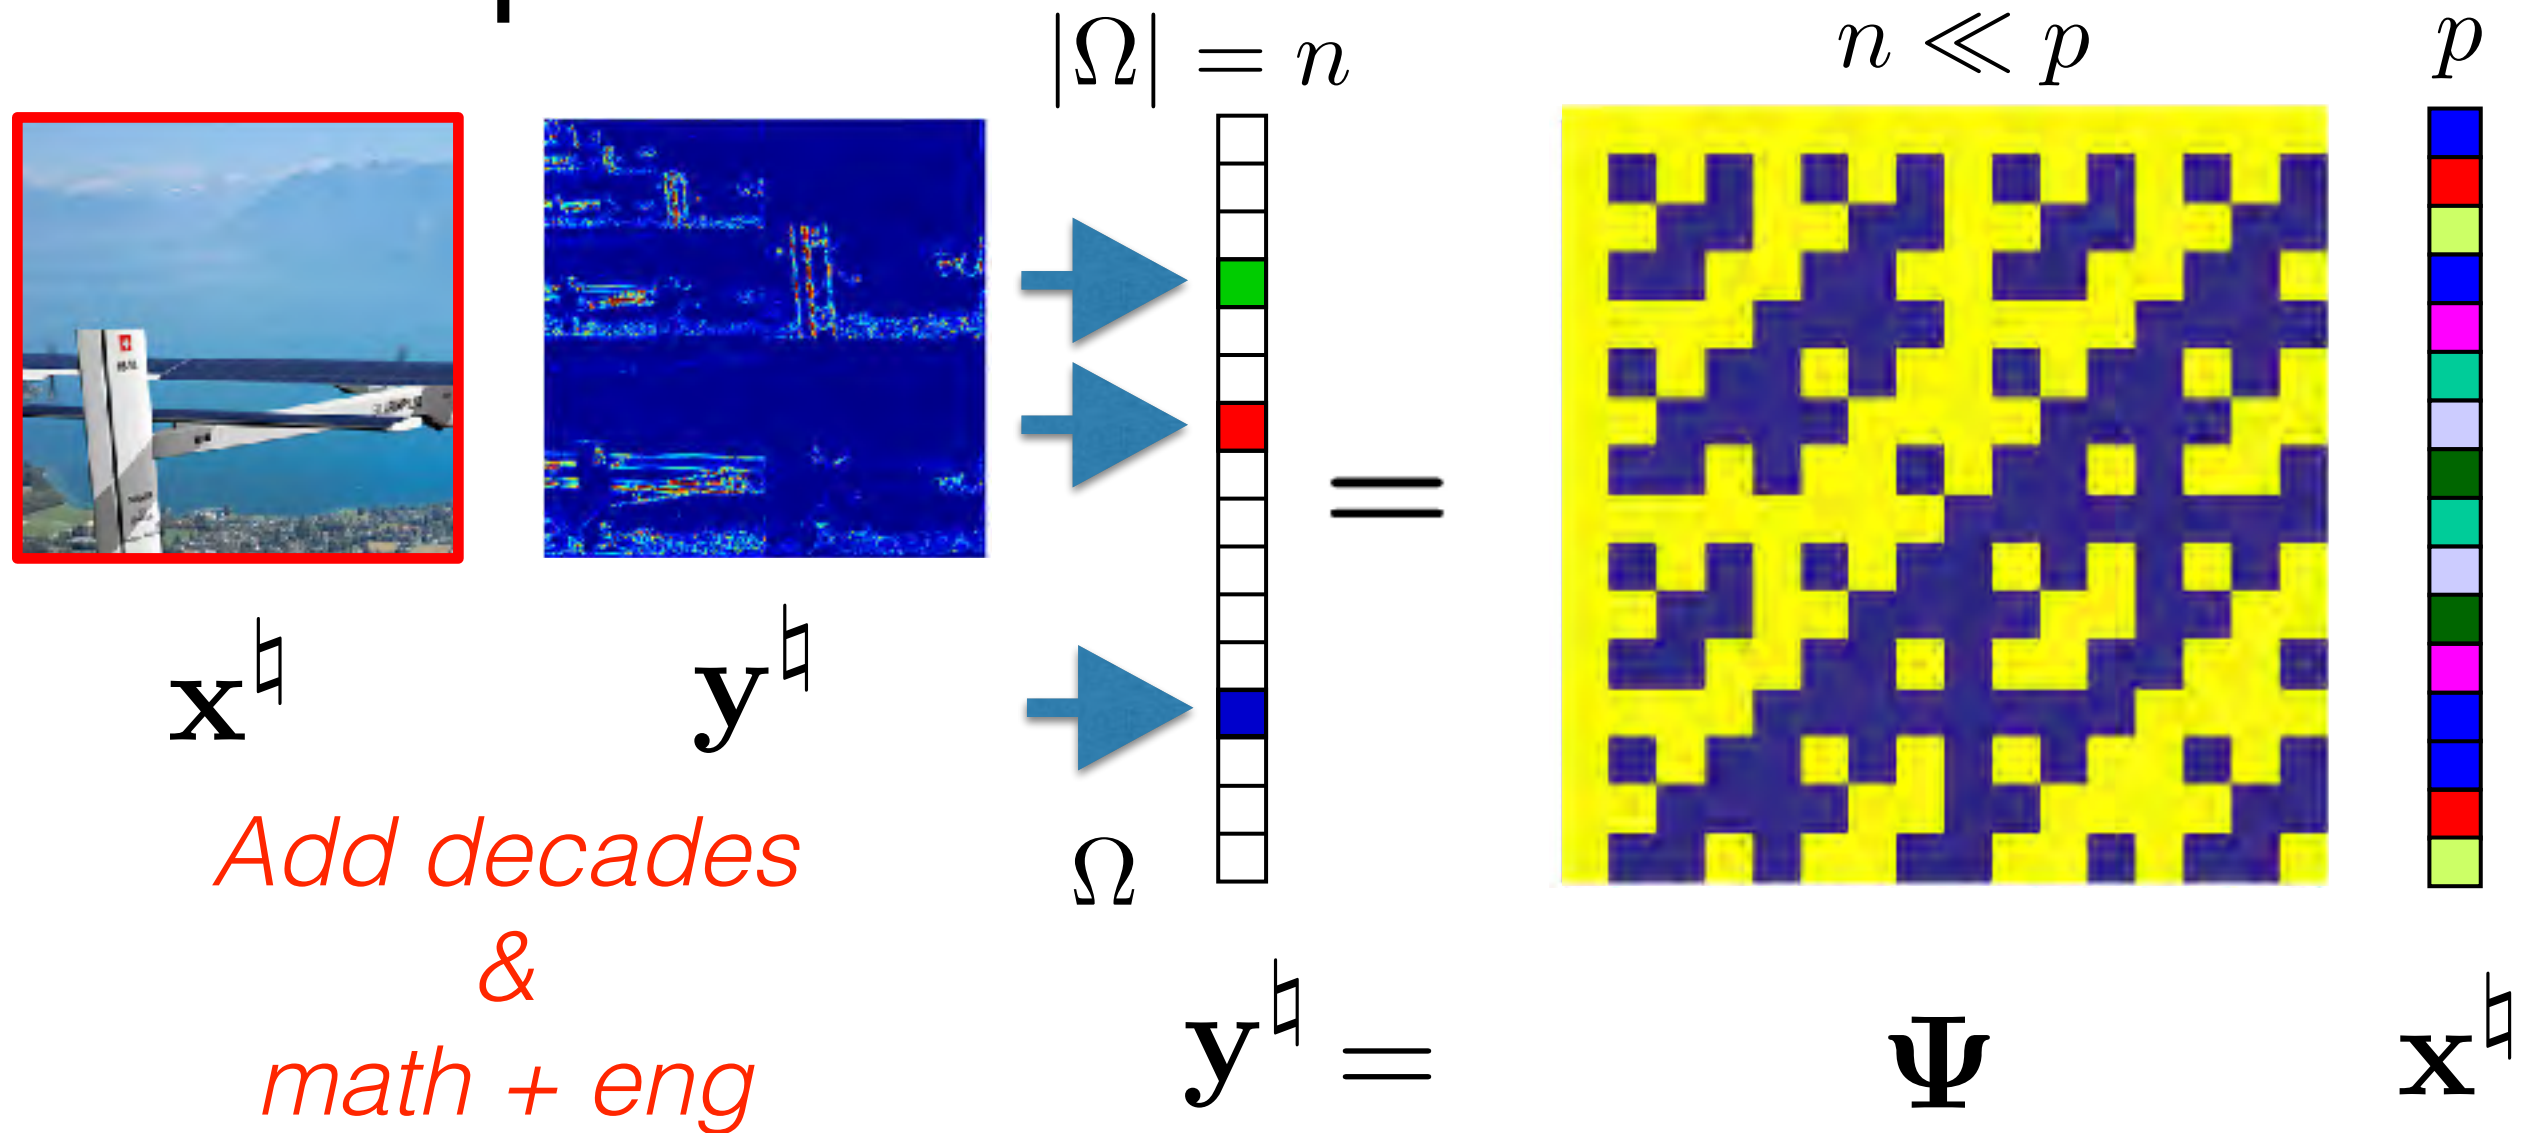 |Ω| = n
n ≪ p
p
x♮
y♮
Add decades
&
math + eng
Ω
=
y♮ =
Ψ
x♮